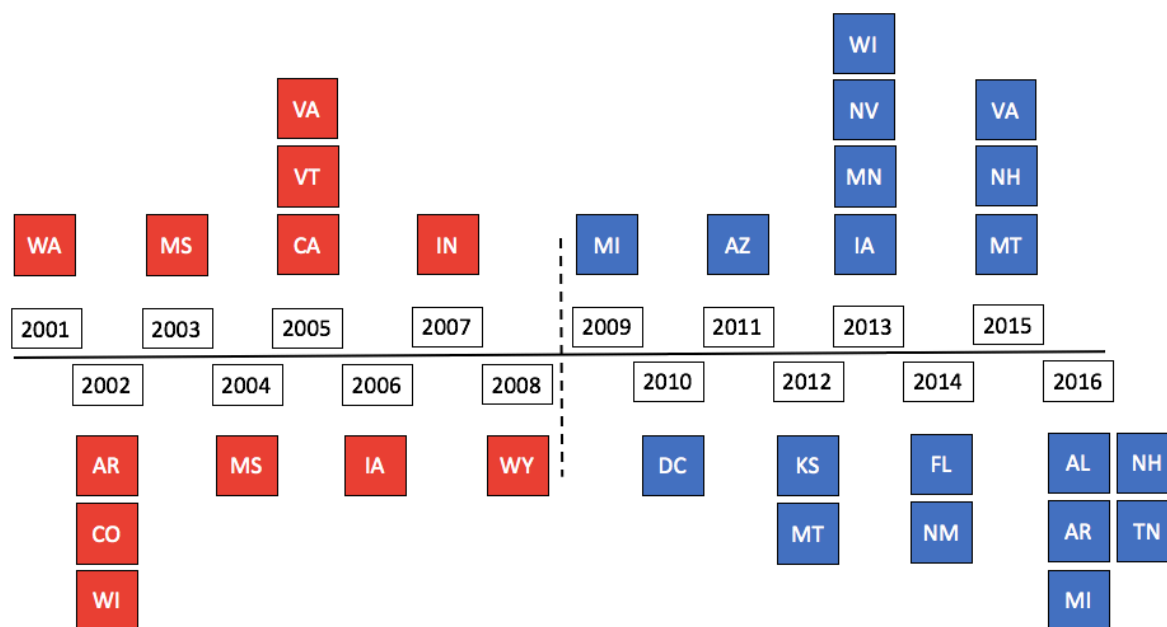 WI
VA NV VA
VT MN NH
WA MS CA IN MI AZ IA MT
2001 2003 2005 2007 2009 2011 2013 2015
2002 2004 2006 2008 2010 2012 2014 2016
AR MS IA WY DC KS FL AL NH
CO MT NM AR TN
WI MI